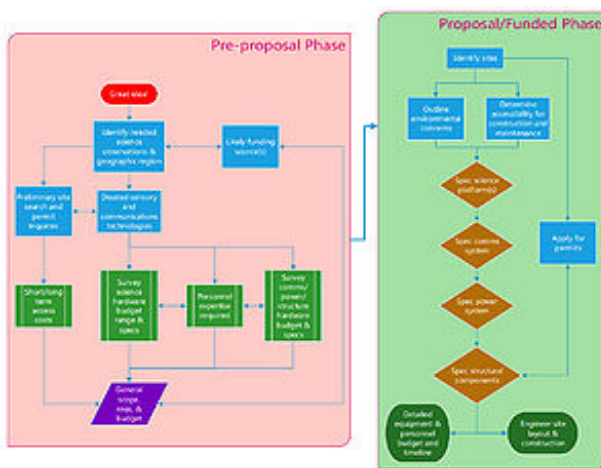 Pre-proposal Phase
Great idea!
Identify needed
science
observations &
geographic region
Likely funding
source(s)
Preliminary site
search and
permit inquiries
Desired sensory
and
communications
technologies
Short/long
term
access
costs
Survey
science
hardware
budget
range &
specs
Personnel
expertise
required
Survey comms/
power/
structure
hardware
budget & specs
General
scope,
&
Budget
Proposal/Funded Phase
Identify sites
Outline
environmental
concerns
Determine
accessibility for
construction and
maintenance
Spec science
platform(s)
Spec comms
system
Apply for
permits
Spec power
system
Spec structural
components
Detailed
equipment &
personnel
budget and
timeline
Engineer site
layout &
construction